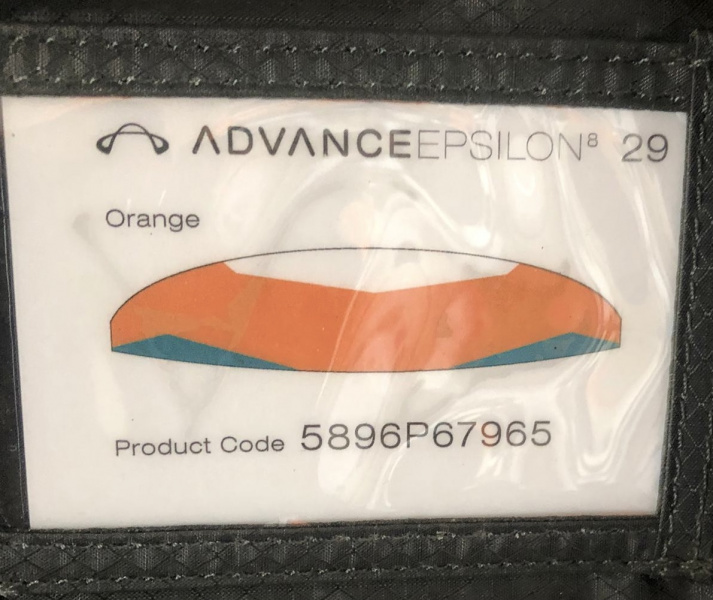 ADVANCEEPSILON⁸ 29
Orange
Product Code 5896P67965